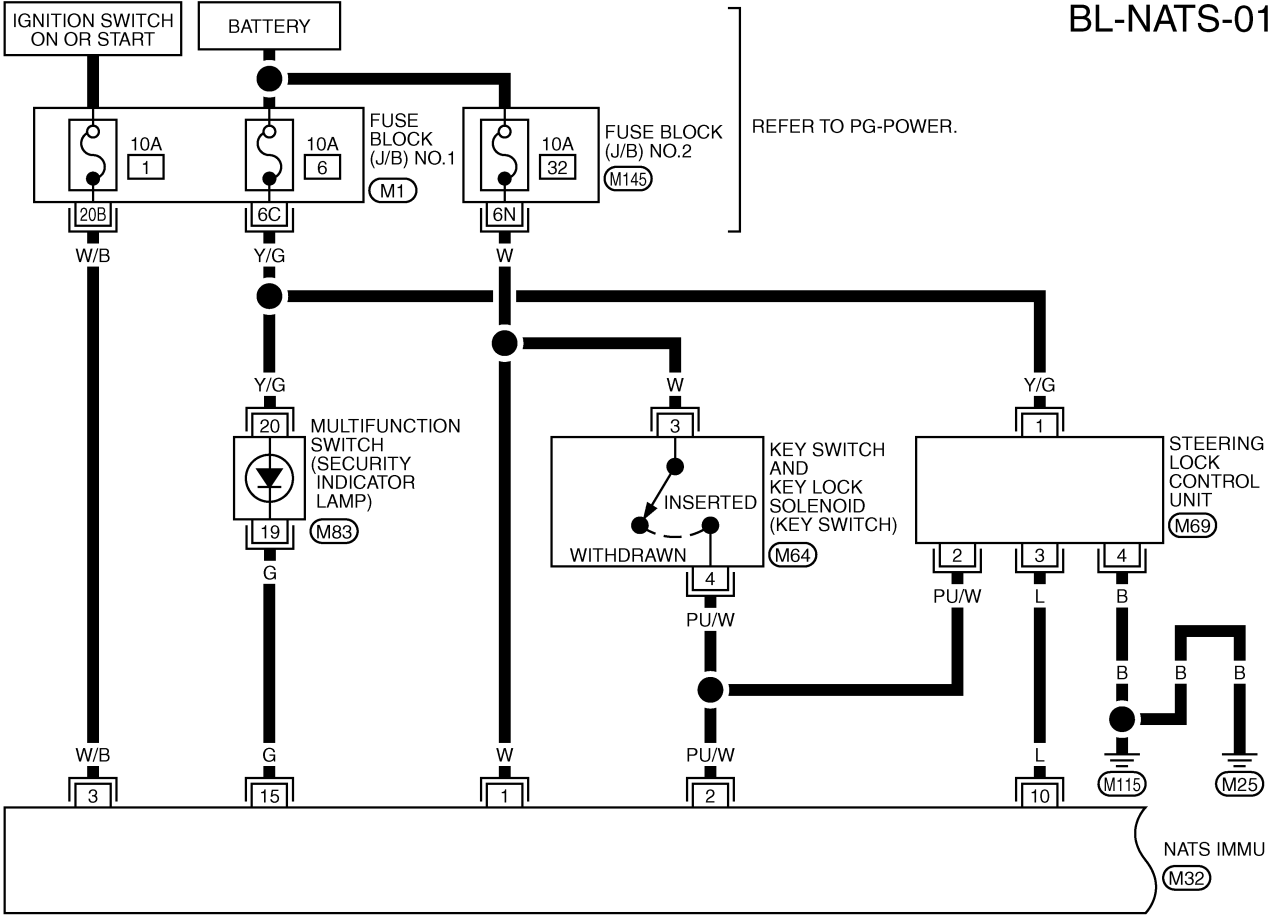 BL-NATS-01
IGNITION SWITCH
ON OR START
BATTERY
10A
1
10A
6
FUSE
BLOCK
(J/B) NO.1
M1
10A
32
FUSE BLOCK
(J/B) NO.2
M145
REFER TO PG-POWER.
20B
6C
6N
W/B
Y/G
W
Y/G
W
Y/G
20
MULTIFUNCTION
SWITCH
(SECURITY
INDICATOR
LAMP)
M83
19
G
3
INSERTED
WITHDRAWN
KEY SWITCH
AND
KEY LOCK
SOLENOID
(KEY SWITCH)
M64
4
PU/W
1
STEERING
LOCK
CONTROL
UNIT
M69
2
3
4
PU/W
L
B
B
B
B
M115
M25
W/B
G
W
PU/W
L
3
15
1
2
10
NATS IMMU
M32